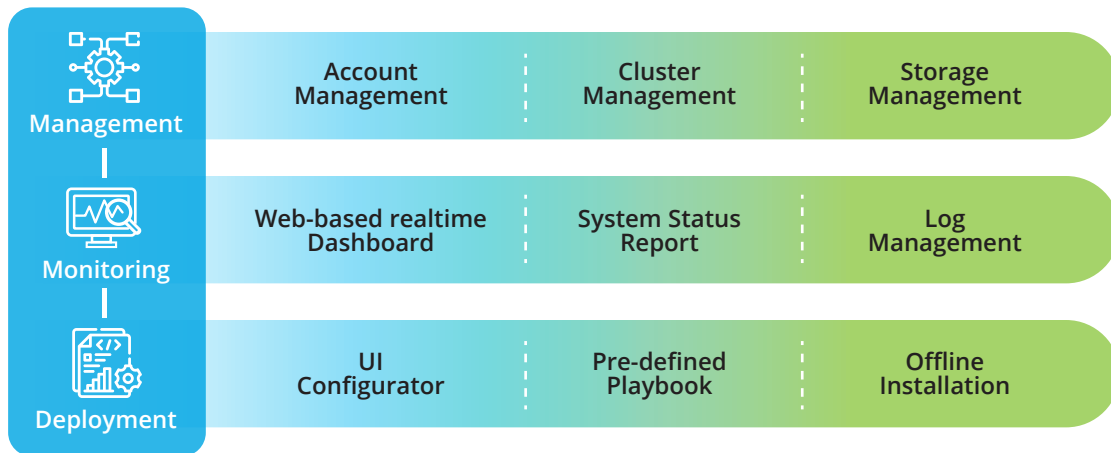 Management
Account
Management
Cluster
Management
Storage
Management
Monitoring
Web-based realtime
Dashboard
System Status
Report
Log
Management
Deployment
UI
Configurator
Pre-defined
Playbook
Offline
Installation